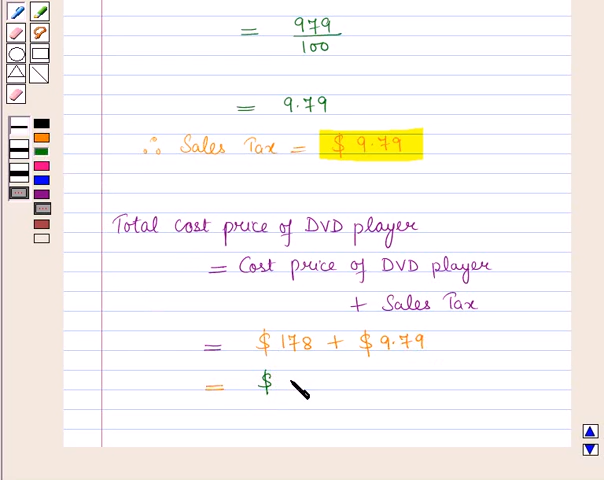 = 979
100
= 9.79
∴ Sales Tax = $ 9.79
Total cost price of DVD player
= Cost price of DVD player
+ Sales Tax
= $ 178 + $ 9.79
= $